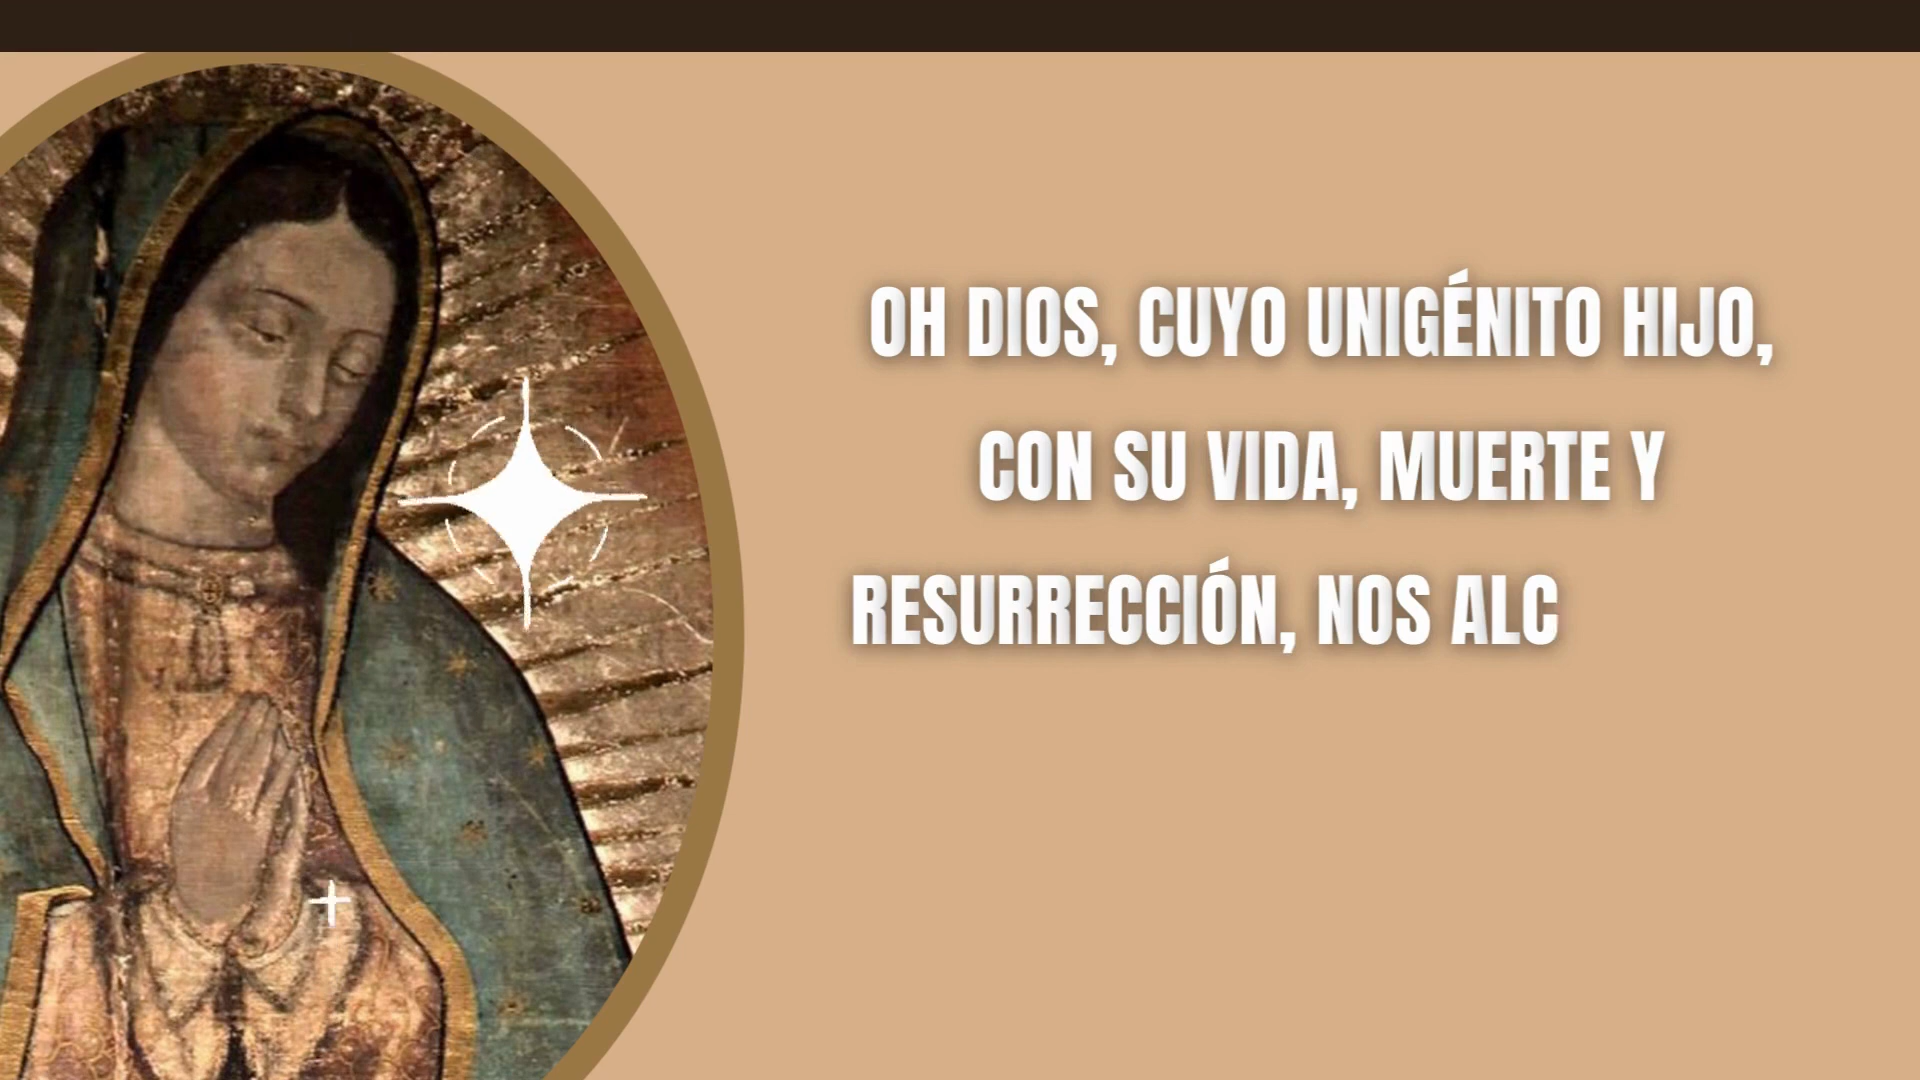 OH DIOS, CUYO UNIGÉNITO HIJO,
CON SU VIDA, MUERTE Y
RESURRECCIÓN, NOS ALC